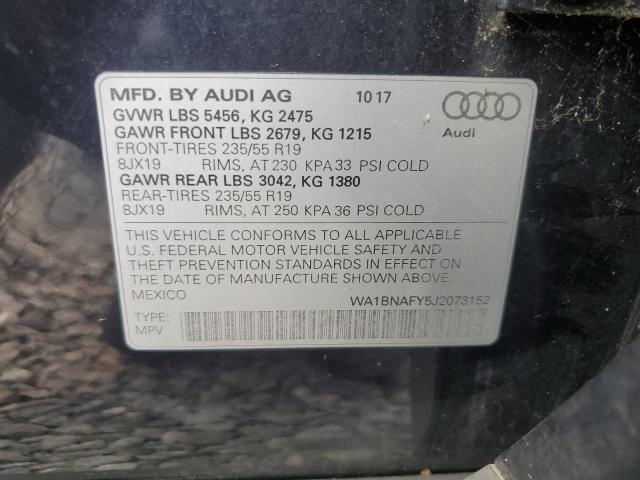 MFD. BY AUDI AG 10 17
GVWR LBS 5456, KG 2475
GAWR FRONT LBS 2679, KG 1215
FRONT-TIRES 235/55 R19
8JX19 RIMS, AT 230 KPA 33 PSI COLD
GAWR REAR LBS 3042, KG 1380
REAR-TIRES 235/55 R19
8JX19 RIMS, AT 250 KPA 36 PSI COLD
Audi
THIS VEHICLE CONFORMS TO ALL APPLICABLE
U.S. FEDERAL MOTOR VEHICLE SAFETY AND
THEFT PREVENTION STANDARDS IN EFFECT ON
THE DATE OF MANUFACTURE SHOWN ABOVE.
MEXICO WA1BNAFY5J2073152
TYPE:
MPV